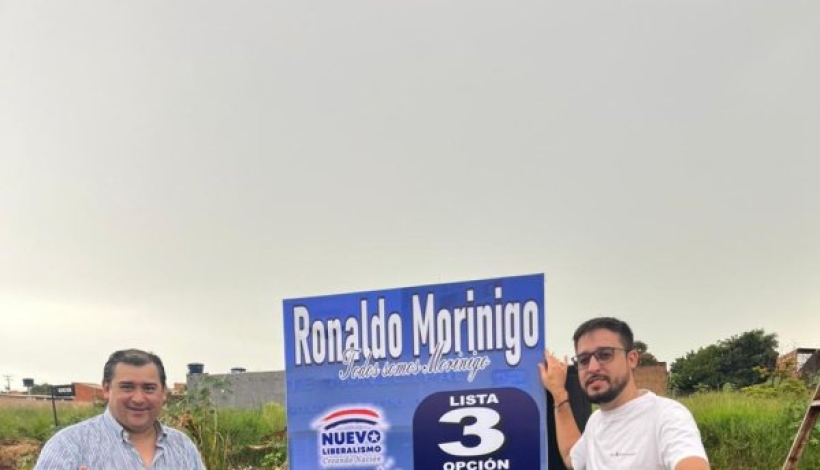 Ronaldo Morinigo
Todos somos Morinigo
NUEVO
LIBERALISMO
Creando Nación
LISTA
3
OPCIÓN